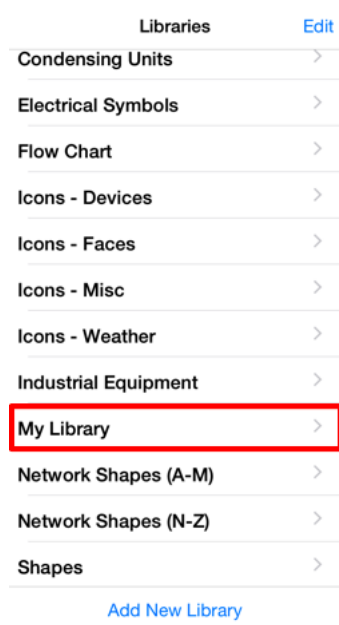 Libraries Edit
Condensing Units
Electrical Symbols
Flow Chart
Icons - Devices
Icons - Faces
Icons - Misc
Icons - Weather
Industrial Equipment
My Library
Network Shapes (A-M)
Network Shapes (N-Z)
Shapes
Add New Library